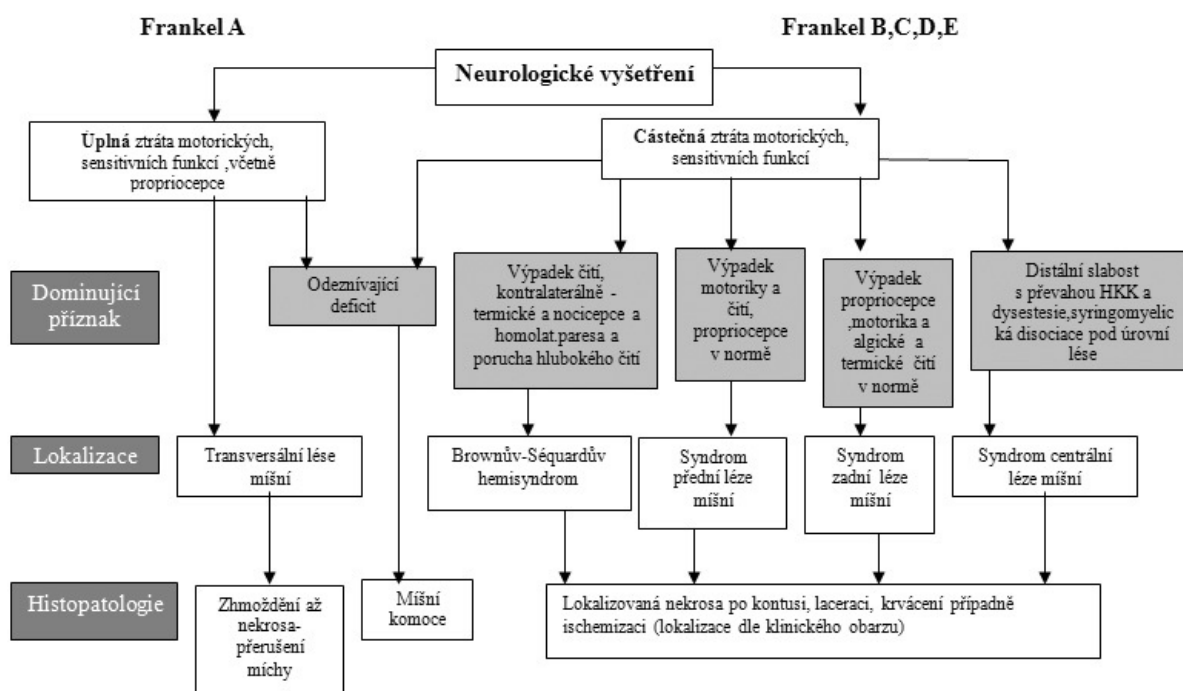 Frankel A
Frankel B,C,D,E
Neurologické vyšetření
Úplná ztráta motorických,
sensitivních funkcí ,včetně
propriocepce
Částečná ztráta motorických,
sensitivních funkcí
Dominující
příznak
Odeznívající
deficit
Výpadek čití,
kontralaterálně -
termické a nocicepce a
homolat.paresa a
porucha hlubokého čití
Výpadek
motoriky a
čití,
propriocepce
v normě
Výpadek
propriocepce
,motorika a
algické a
termické čití
v normě
Distální slabost
s převahou HKK a
dysestesie,syringomyelic
ká disociace pod úrovní
lése
Lokalizace
Transversální lése
míšní
Brownův-Séquardův
hemisyndrom
Syndrom
přední léze
míšní
Syndrom
zadní léze
míšní
Syndrom centrální
léze míšní
Histopatologie
Zhmoždění až
nekrosa-
přerušení
míchy
Míšní
komoce
Lokalizovaná nekrosa po kontusi, laceraci, krvácení případně
ischemizaci (lokalizace dle klinického obarzu)